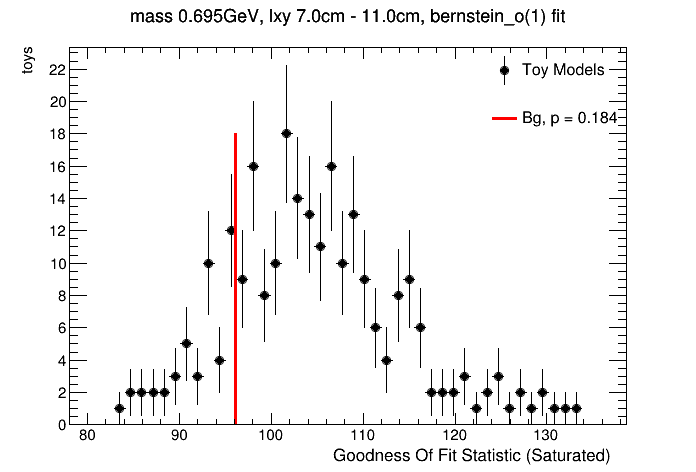 mass 0.695GeV, lxy 7.0cm - 11.0cm, bernstein_o(1) fit
toys
22
20
18
16
14
12
10
8
6
4
2
0
Toy Models
Bg, p = 0.184
80 90 100 110 120 130
Goodness Of Fit Statistic (Saturated)